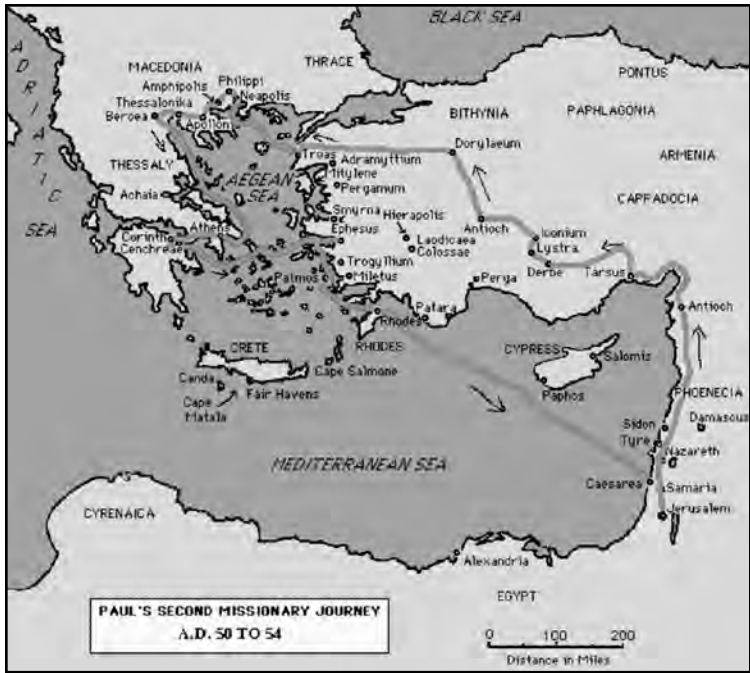 BLACK SEA
ADRIATIC SEA
MACEDONIA
THRACE
PONTUS
Philippi
Amphipolis
Neapolis
Thessalonika
Beroea
Apollon
BITHYNIA
PAPHLAGONIA
Dorylaeum
ARMENIA
Troas
Adramyttium
THESSALY
Mitylene
AEGEAN
SEA
Pergamum
CAPFADOCIA
Achaia
Smyrna
Hierapolis
Iconium
Athens
Ephesus
Antioch
Lystra
Corinth
Cenchreae
Laodicaea
Colossae
Derbe
Tarsus
Trogyllium
Patmos
Miletus
Perga
Antioch
Patara
Rhodes
CRETE
RHODES
CYPRESS
Salomis
Cape Salmone
Canda
Fair Havens
Paphos
PHOENECIA
Cape
Matala
Damascus
Sidon
Tyre
Nazareth
MEDITERRANEAN SEA
Caesarea
Samaria
CYRENAICA
Jerusalem
Alexandria
EGYPT
PAUL'S SECOND MISSIONARY JOURNEY
A.D. 50 TO 54
0 100 200
Distance in Miles